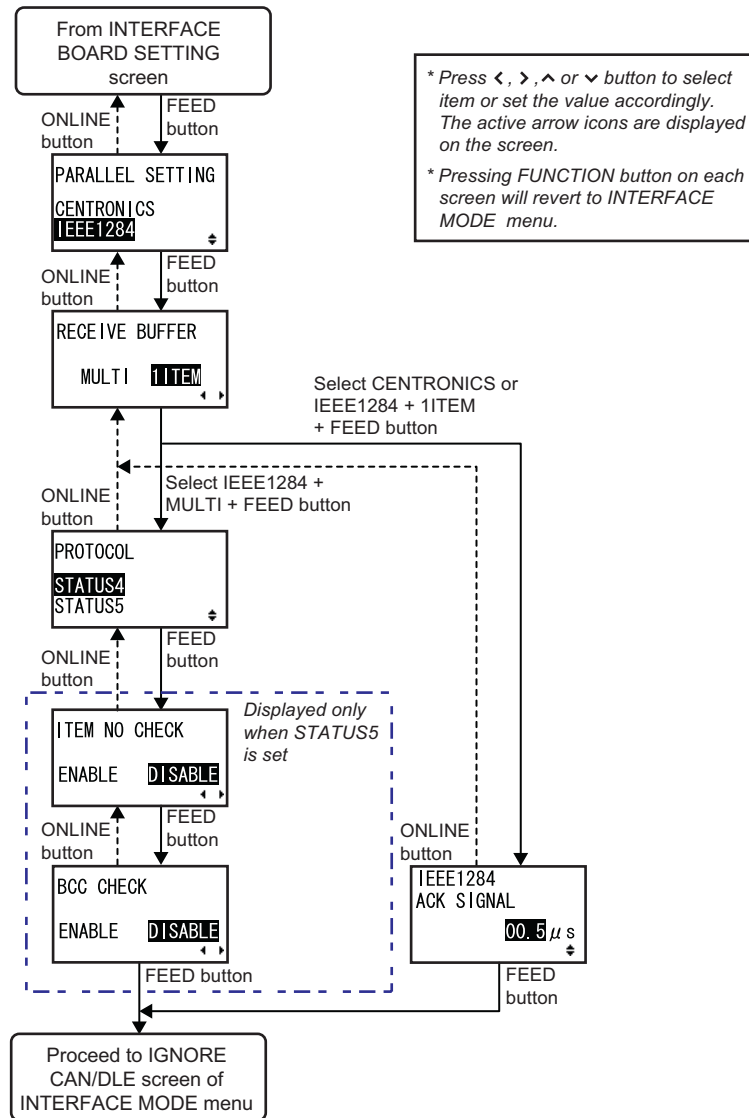 From INTERFACE
BOARD SETTING
screen
* Press <, >, ∧ or ∨ button to select
item or set the value accordingly.
The active arrow icons are displayed
on the screen.
* Pressing FUNCTION button on each
screen will revert to INTERFACE
MODE menu.
ONLINE
button
FEED
button
PARALLEL SETTING
CENTRONICS
IEEE1284
ONLINE
button
FEED
button
RECEIVE BUFFER
MULTI 1ITEM
Select CENTRONICS or
IEEE1284 + 1ITEM
+ FEED button
ONLINE
button
Select IEEE1284 +
MULTI + FEED button
PROTOCOL
STATUS4
STATUS5
ONLINE
button
FEED
button
Displayed only
when STATUS5
is set
ITEM NO CHECK
ENABLE DISABLE
ONLINE
button
FEED
button
BCC CHECK
ENABLE DISABLE
FEED button
ONLINE
button
IEEE1284
ACK SIGNAL
00.5 μs
FEED
button
Proceed to IGNORE
CAN/DLE screen of
INTERFACE MODE menu